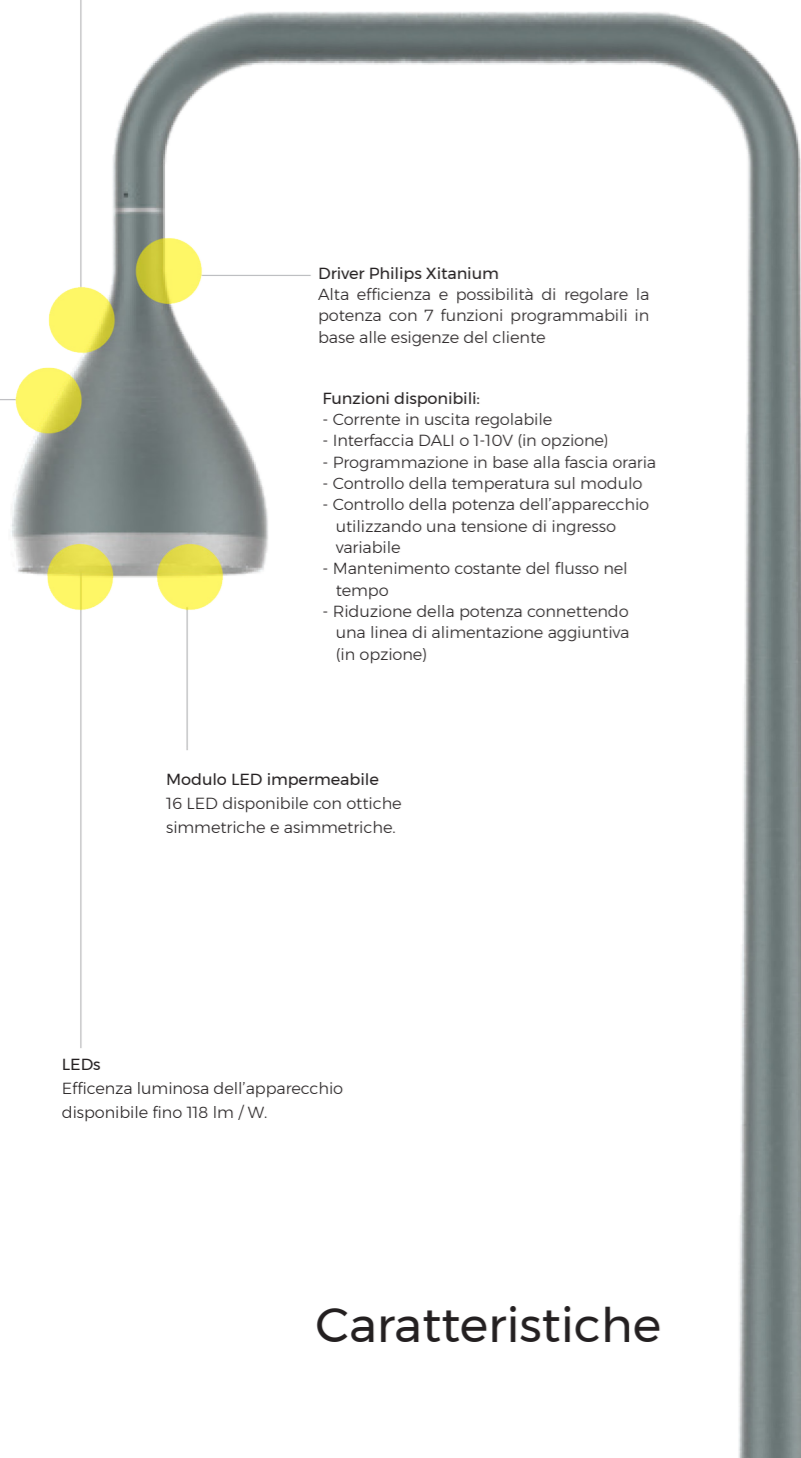 Driver Philips Xitanium
Alta efficienza e possibilità di regolare la
potenza con 7 funzioni programmabili in
base alle esigenze del cliente
Funzioni disponibili:
- Corrente in uscita regolabile
- Interfaccia DALI o 1-10V (in opzione)
- Programmazione in base alla fascia oraria
- Controllo della temperatura sul modulo
- Controllo della potenza dell’apparecchio
utilizzando una tensione di ingresso
variabile
- Mantenimento costante del flusso nel
tempo
- Riduzione della potenza connettendo
una linea di alimentazione aggiuntiva
(in opzione)
Modulo LED impermeabile
16 LED disponibile con ottiche
simmetriche e asimmetriche.
LEDs
Efficenza luminosa dell’apparecchio
disponibile fino 118 lm / W.
Caratteristiche